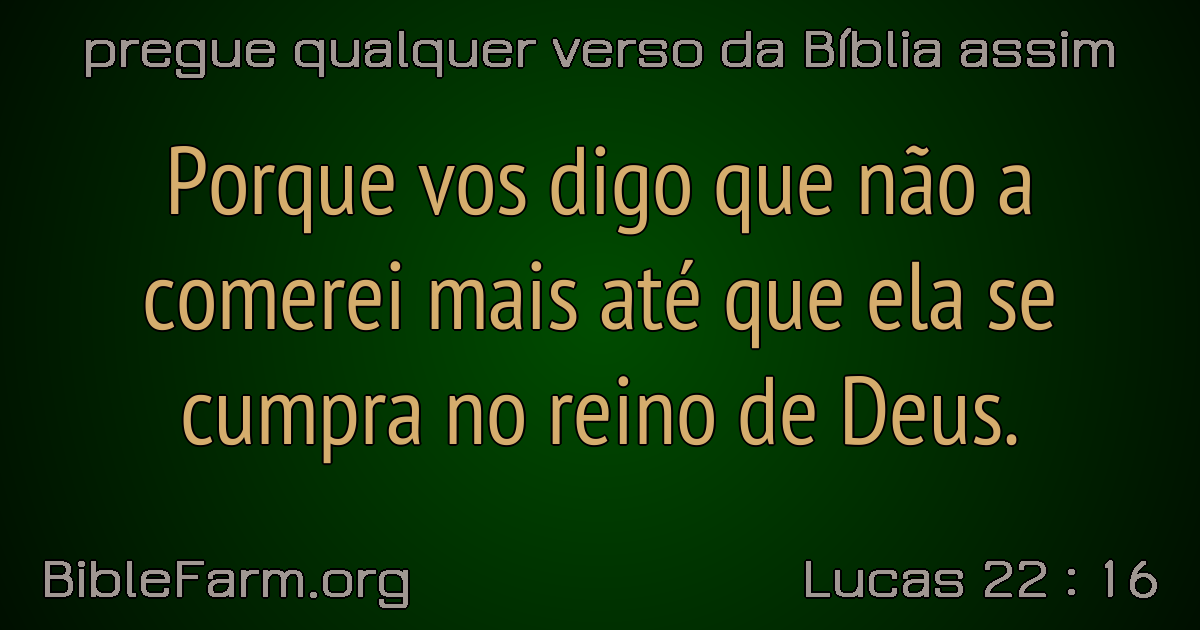 pregue qualquer verso da Bíblia assim
Porque vos digo que não a
comerei mais até que ela se
cumpra no reino de Deus.
BibleFarm.org
Lucas 22 : 16